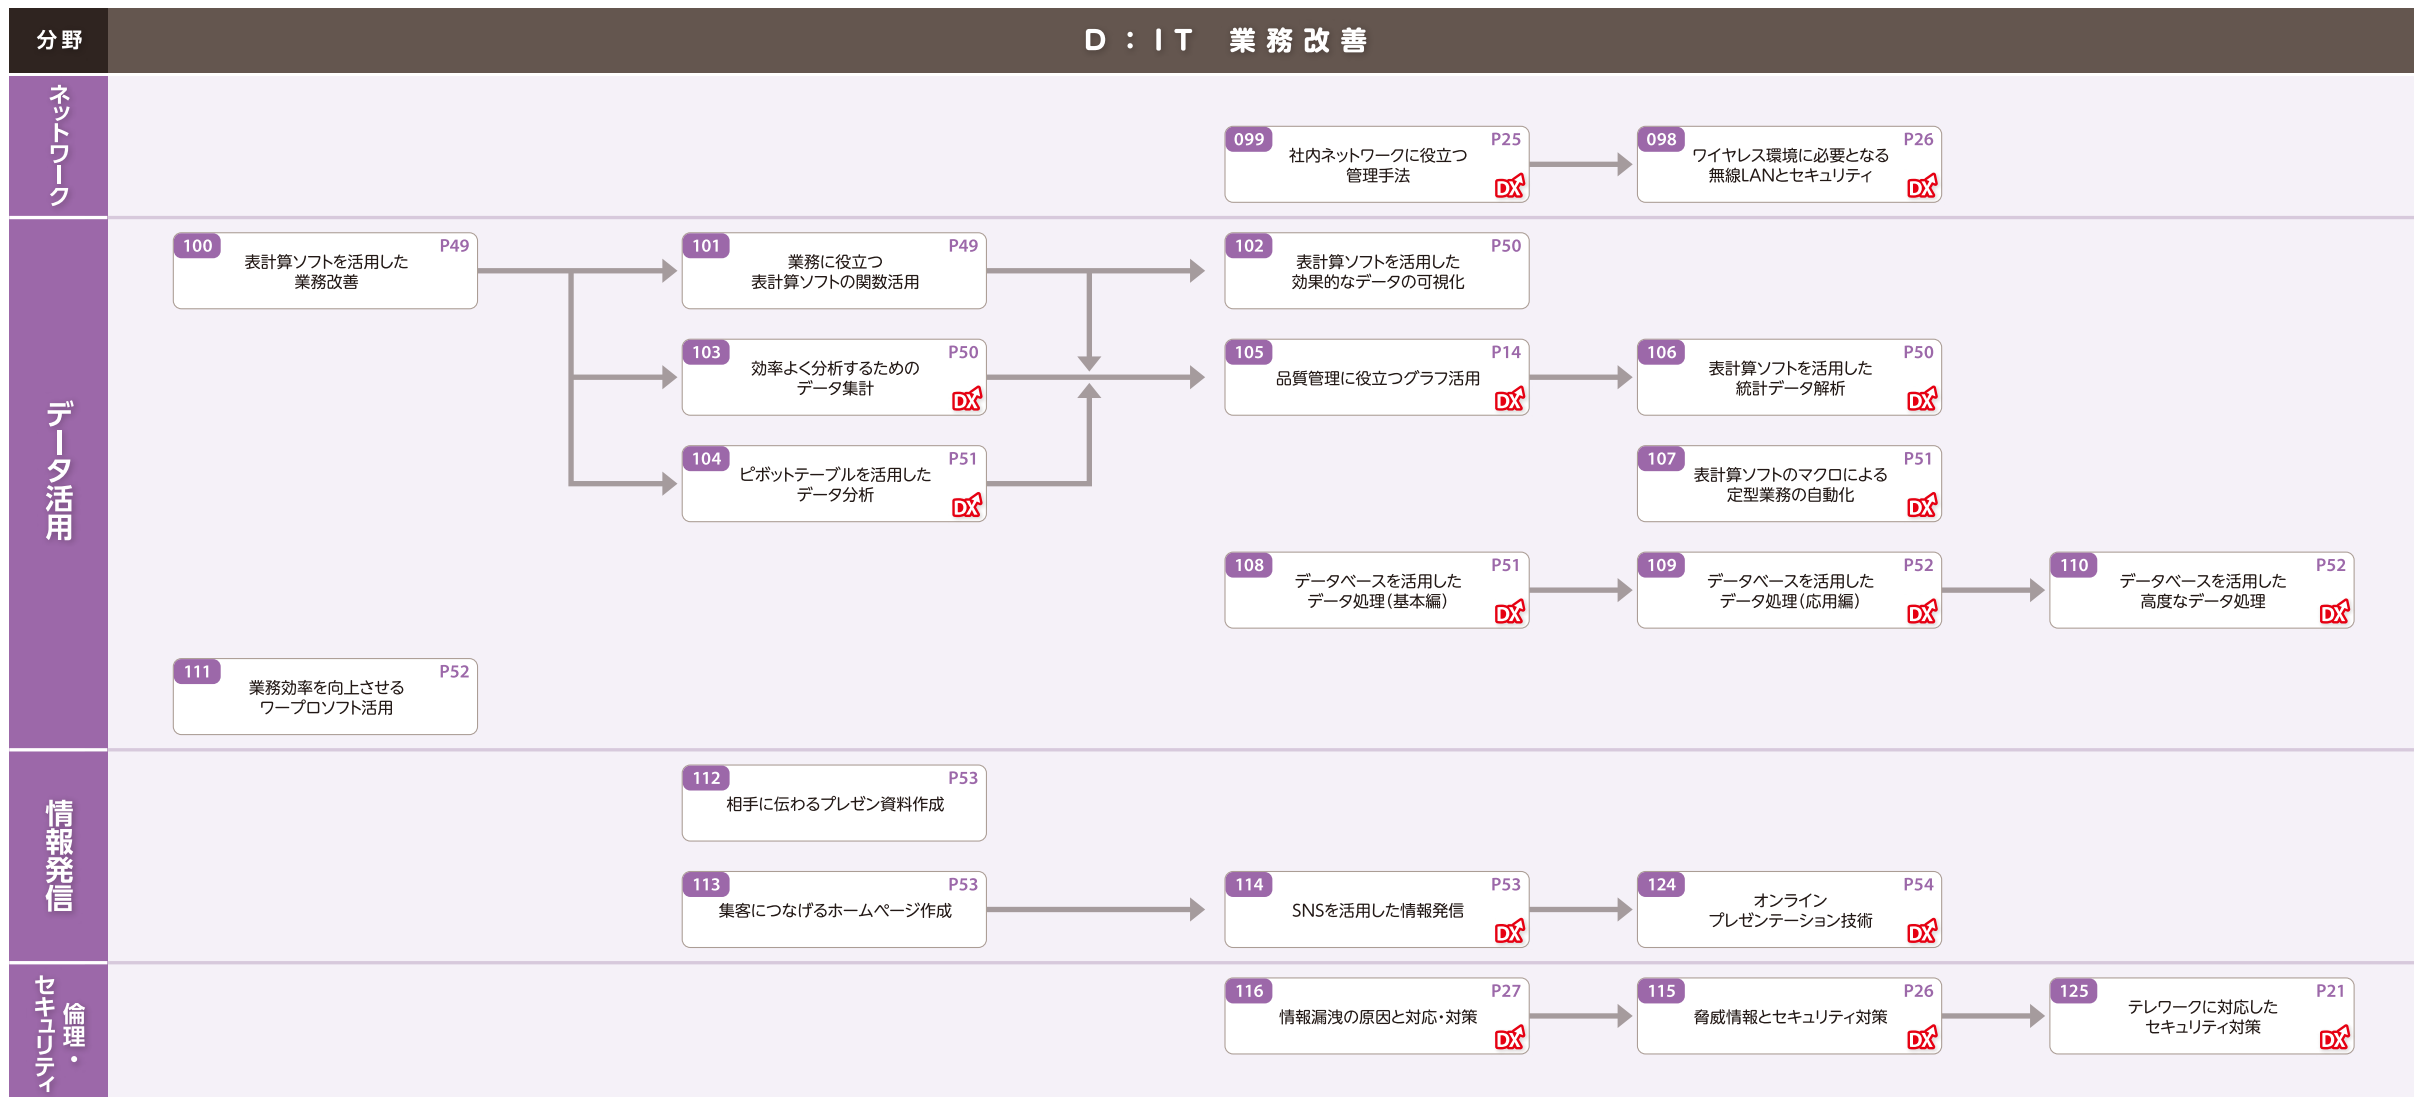 分野
D：IT 業務改善
ネットワーク
099
P25
社内ネットワークに役立つ
管理手法
DX
098
P26
ワイヤレス環境に必要となる
無線LANとセキュリティ
DX
データ活用
100
P49
表計算ソフトを活用した
業務改善
101
P49
業務に役立つ
表計算ソフトの関数活用
102
P50
表計算ソフトを活用した
効果的なデータの可視化
103
P50
効率よく分析するための
データ集計
DX
105
P14
品質管理に役立つグラフ活用
DX
106
P50
表計算ソフトを活用した
統計データ解析
DX
104
P51
ピボットテーブルを活用した
データ分析
DX
107
P51
表計算ソフトのマクロによる
定型業務の自動化
DX
108
P51
データベースを活用した
データ処理（基本編）
DX
109
P52
データベースを活用した
データ処理（応用編）
DX
110
P52
データベースを活用した
高度なデータ処理
DX
111
P52
業務効率を向上させる
ワープロソフト活用
情報発信
112
P53
相手に伝わるプレゼン資料作成
113
P53
集客につなげるホームページ作成
114
P53
SNSを活用した情報発信
DX
124
P54
オンライン
プレゼンテーション技術
DX
倫理・
セキュリティ
116
P27
情報漏洩の原因と対応・対策
DX
115
P26
脅威情報とセキュリティ対策
DX
125
P21
テレワークに対応した
セキュリティ対策
DX